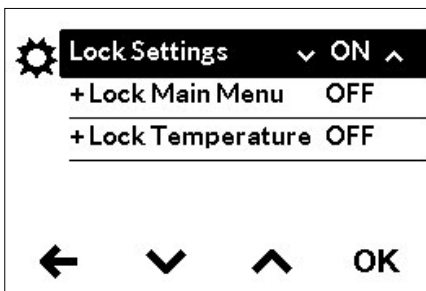 Lock Settings ON
+Lock Main Menu OFF
+Lock Temperature OFF
OK